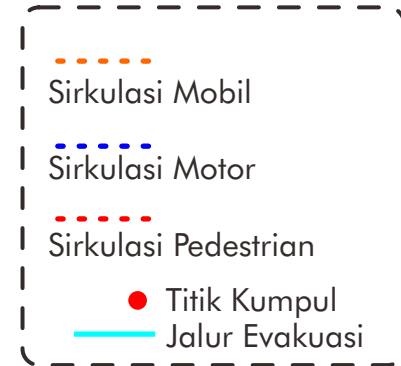 Sirkulasi Mobil
Sirkulasi Motor
Sirkulasi Pedestrian
Titik Kumpul
Jalur Evakuasi